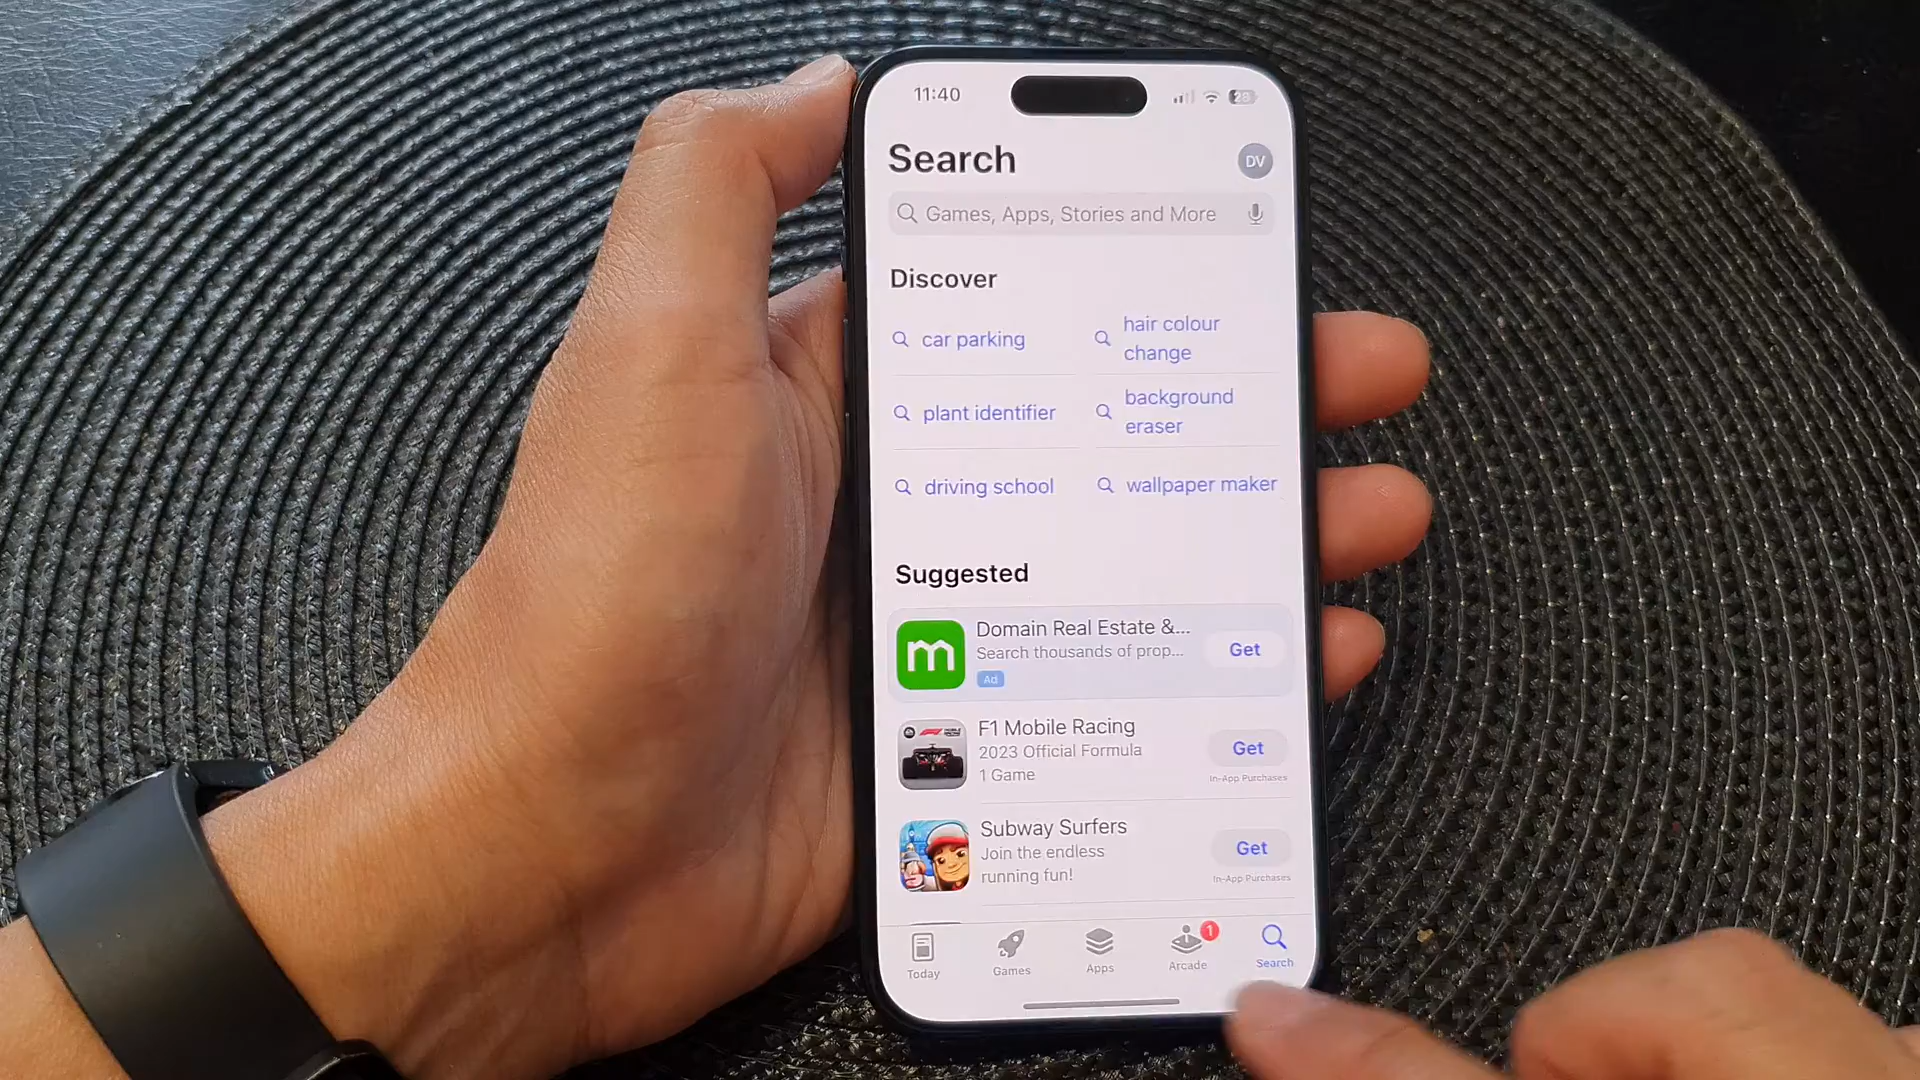 11:40
28
Search
DV
Games, Apps, Stories and More
Discover
car parking
hair colour
change
plant identifier
background
eraser
driving school
wallpaper maker
Suggested
Domain Real Estate &...
Search thousands of prop...
Ad
Get
F1 Mobile Racing
2023 Official Formula
1 Game
Get
In-App Purchases
Subway Surfers
Join the endless
running fun!
Get
In-App Purchases
Today
Games
Apps
Arcade
1
Search